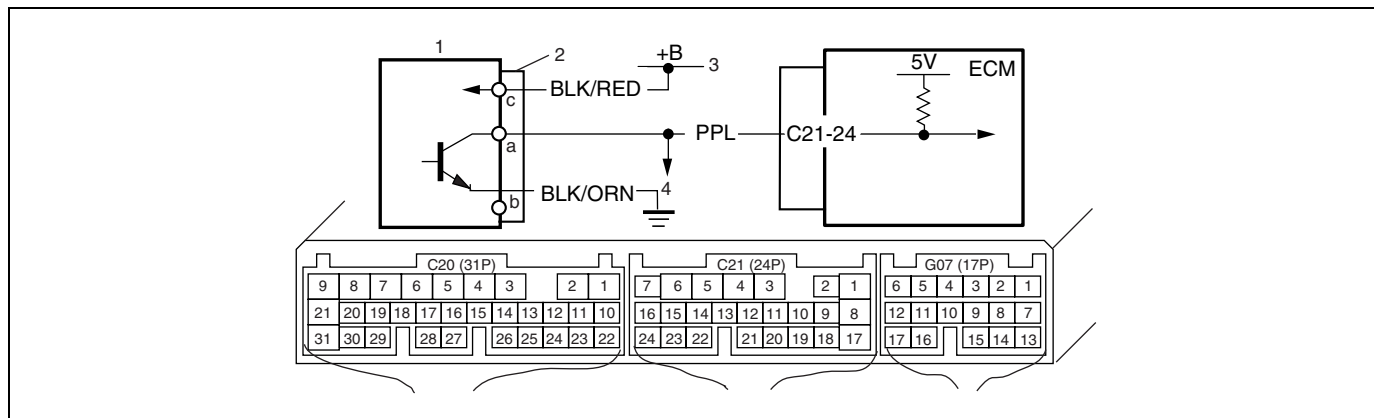 1
2
+B
3
5V
ECM
c
BLK/RED
a
PPL
C21-24
BLK/ORN
4
b
C20 (31P)
C21 (24P)
G07 (17P)
9 8 7 6 5 4 3 2 1
7 6 5 4 3 2 1
6 5 4 3 2 1
21 20 19 18 17 16 15 14 13 12 11 10
16 15 14 13 12 11 10 9 8
12 11 10 9 8 7
31 30 29 28 27 26 25 24 23 22
24 23 22 21 20 19 18 17
17 16 15 14 13